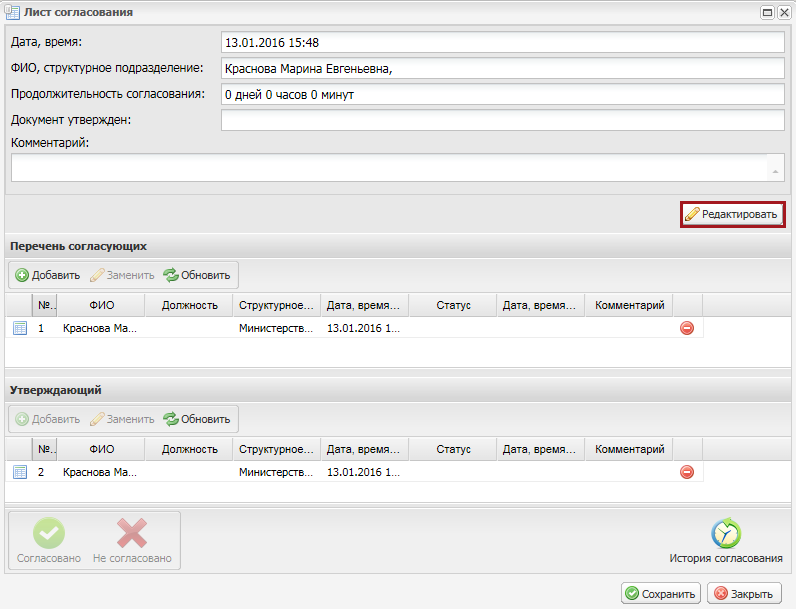 Лист согласования
Дата, время: 13.01.2016 15:48
ФИО, структурное подразделение: Краснова Марина Евгеньевна,
Продолжительность согласования: 0 дней 0 часов 0 минут
Документ утвержден:
Комментарий:
Редактировать
Перечень согласующих
Добавить Заменить Обновить
№.. ФИО Должность Структурное... Дата, время... Статус Дата, время... Комментарий
1 Краснова Ма... Министерств... 13.01.2016 1...
Утверждающий
Добавить Заменить Обновить
№.. ФИО Должность Структурное... Дата, время... Статус Дата, время... Комментарий
2 Краснова Ма... Министерств... 13.01.2016 1...
Согласовано Не согласовано История согласования
Сохранить Закрыть